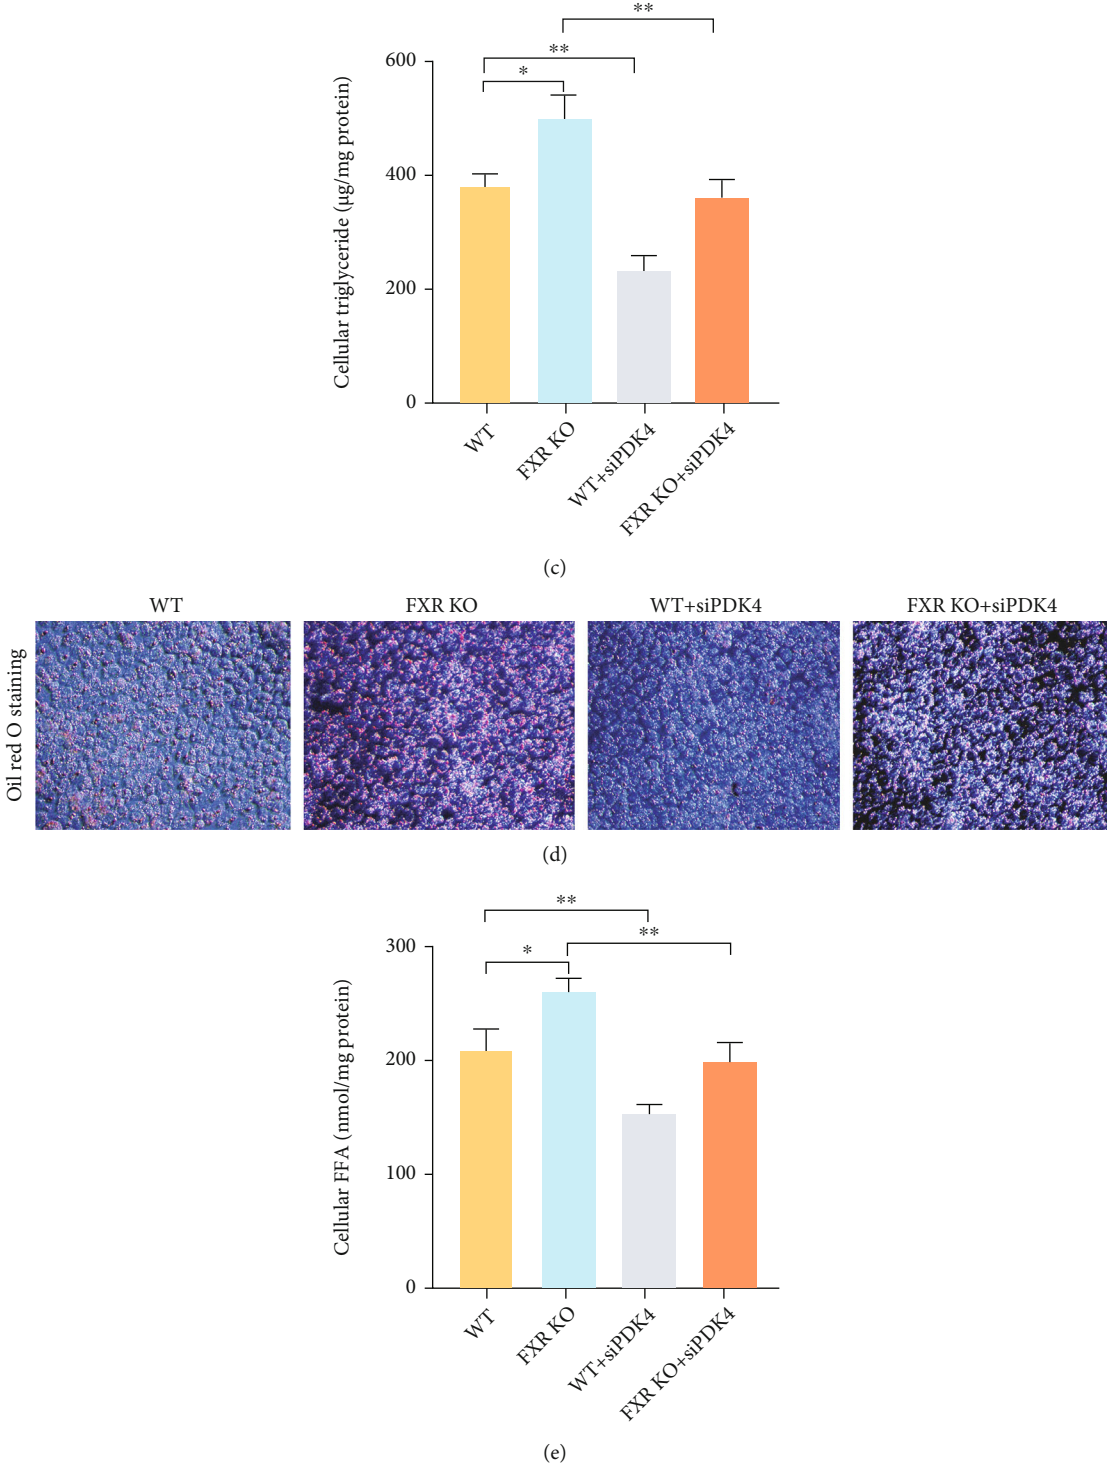 **
**
*
600
400
200
0
Cellular triglyceride (μg/mg protein)
WT
FXR KO
WT+siPDK4
FXR KO+siPDK4
(c)
WT
FXR KO
WT+siPDK4
FXR KO+siPDK4
Oil red O staining
(d)
**
**
*
300
200
100
0
Cellular FFA (nmol/mg protein)
WT
FXR KO
WT+siPDK4
FXR KO+siPDK4
(e)